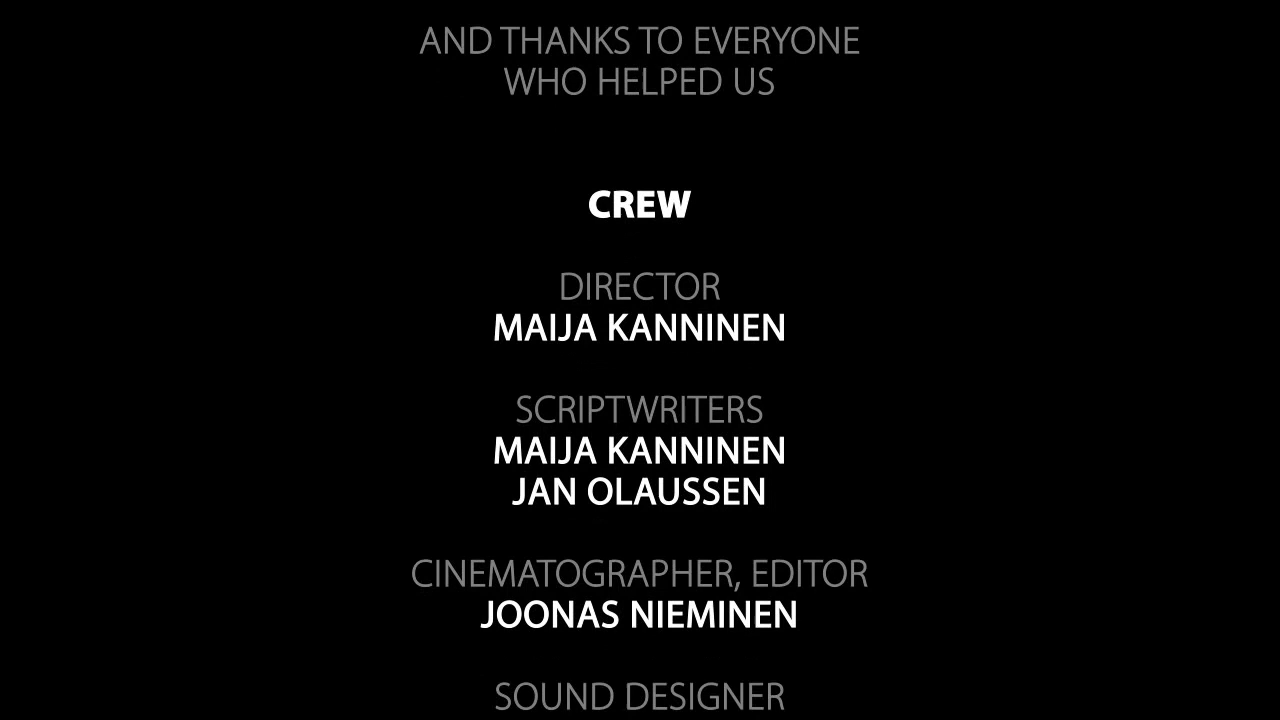 AND THANKS TO EVERYONE
WHO HELPED US
CREW
DIRECTOR
MAIJA KANNINEN
SCRIPTWRITERS
MAIJA KANNINEN
JAN OLAUSSEN
CINEMATOGRAPHER, EDITOR
JOONAS NIEMINEN
SOUND DESIGNER